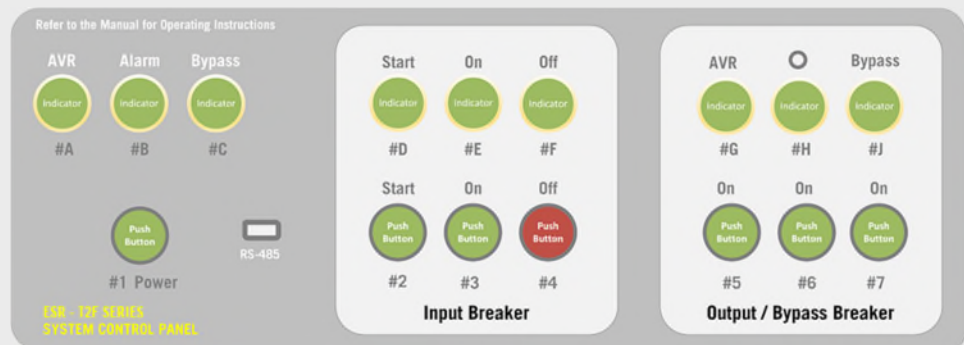 Refer to the Manual for Operating Instructions
AVR Alarm Bypass
Indicator Indicator Indicator
#A #B #C
Push Button
#1 Power
RS-485
ESR - T2F SERIES
SYSTEM CONTROL PANEL
Start On Off
Indicator Indicator Indicator
#D #E #F
Start On Off
Push Button Push Button Push Button
#2 #3 #4
Input Breaker
AVR O Bypass
Indicator Indicator Indicator
#G #H #J
On On On
Push Button Push Button Push Button
#5 #6 #7
Output / Bypass Breaker